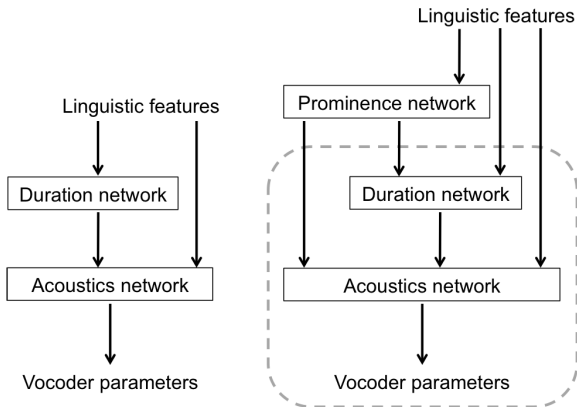 Linguistic features
Duration network
Acoustics network
Vocoder parameters
Linguistic features
Prominence network
Duration network
Acoustics network
Vocoder parameters